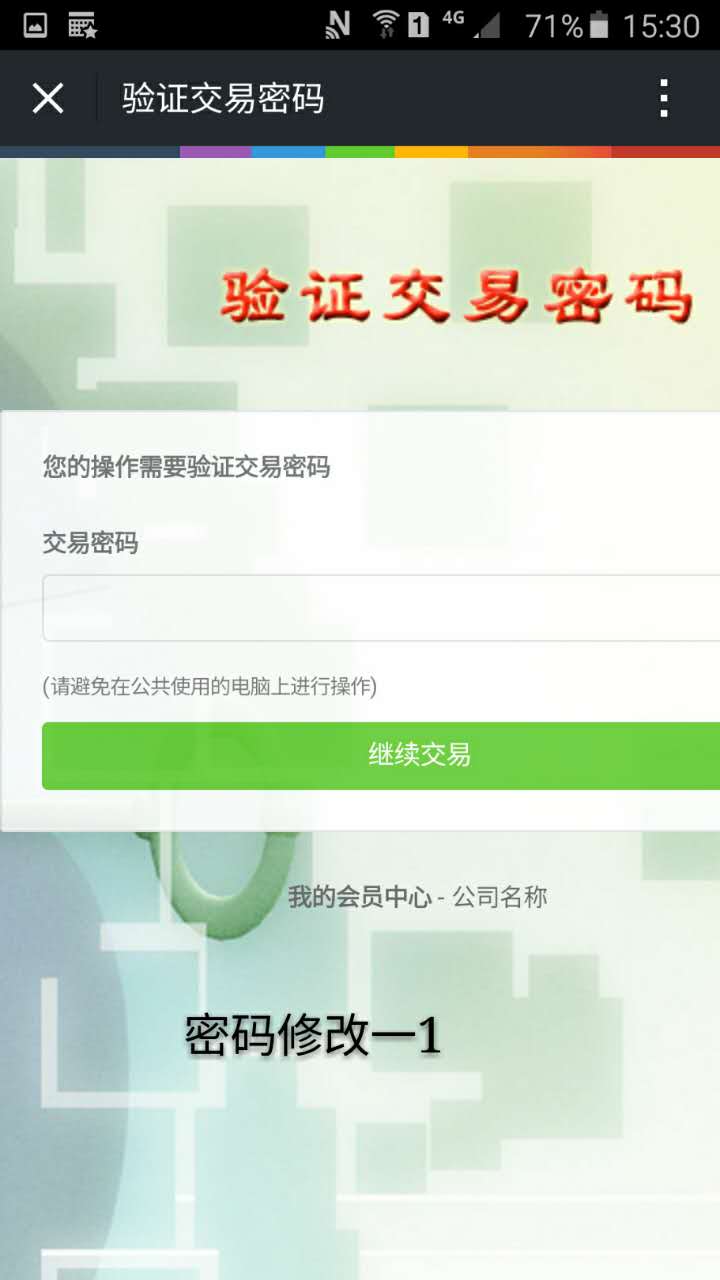 1 4G 71% 15:30
验证交易密码
验证交易密码
您的操作需要验证交易密码
交易密码
(请避免在公共使用的电脑上进行操作)
继续交易
我的会员中心 - 公司名称
密码修改一1